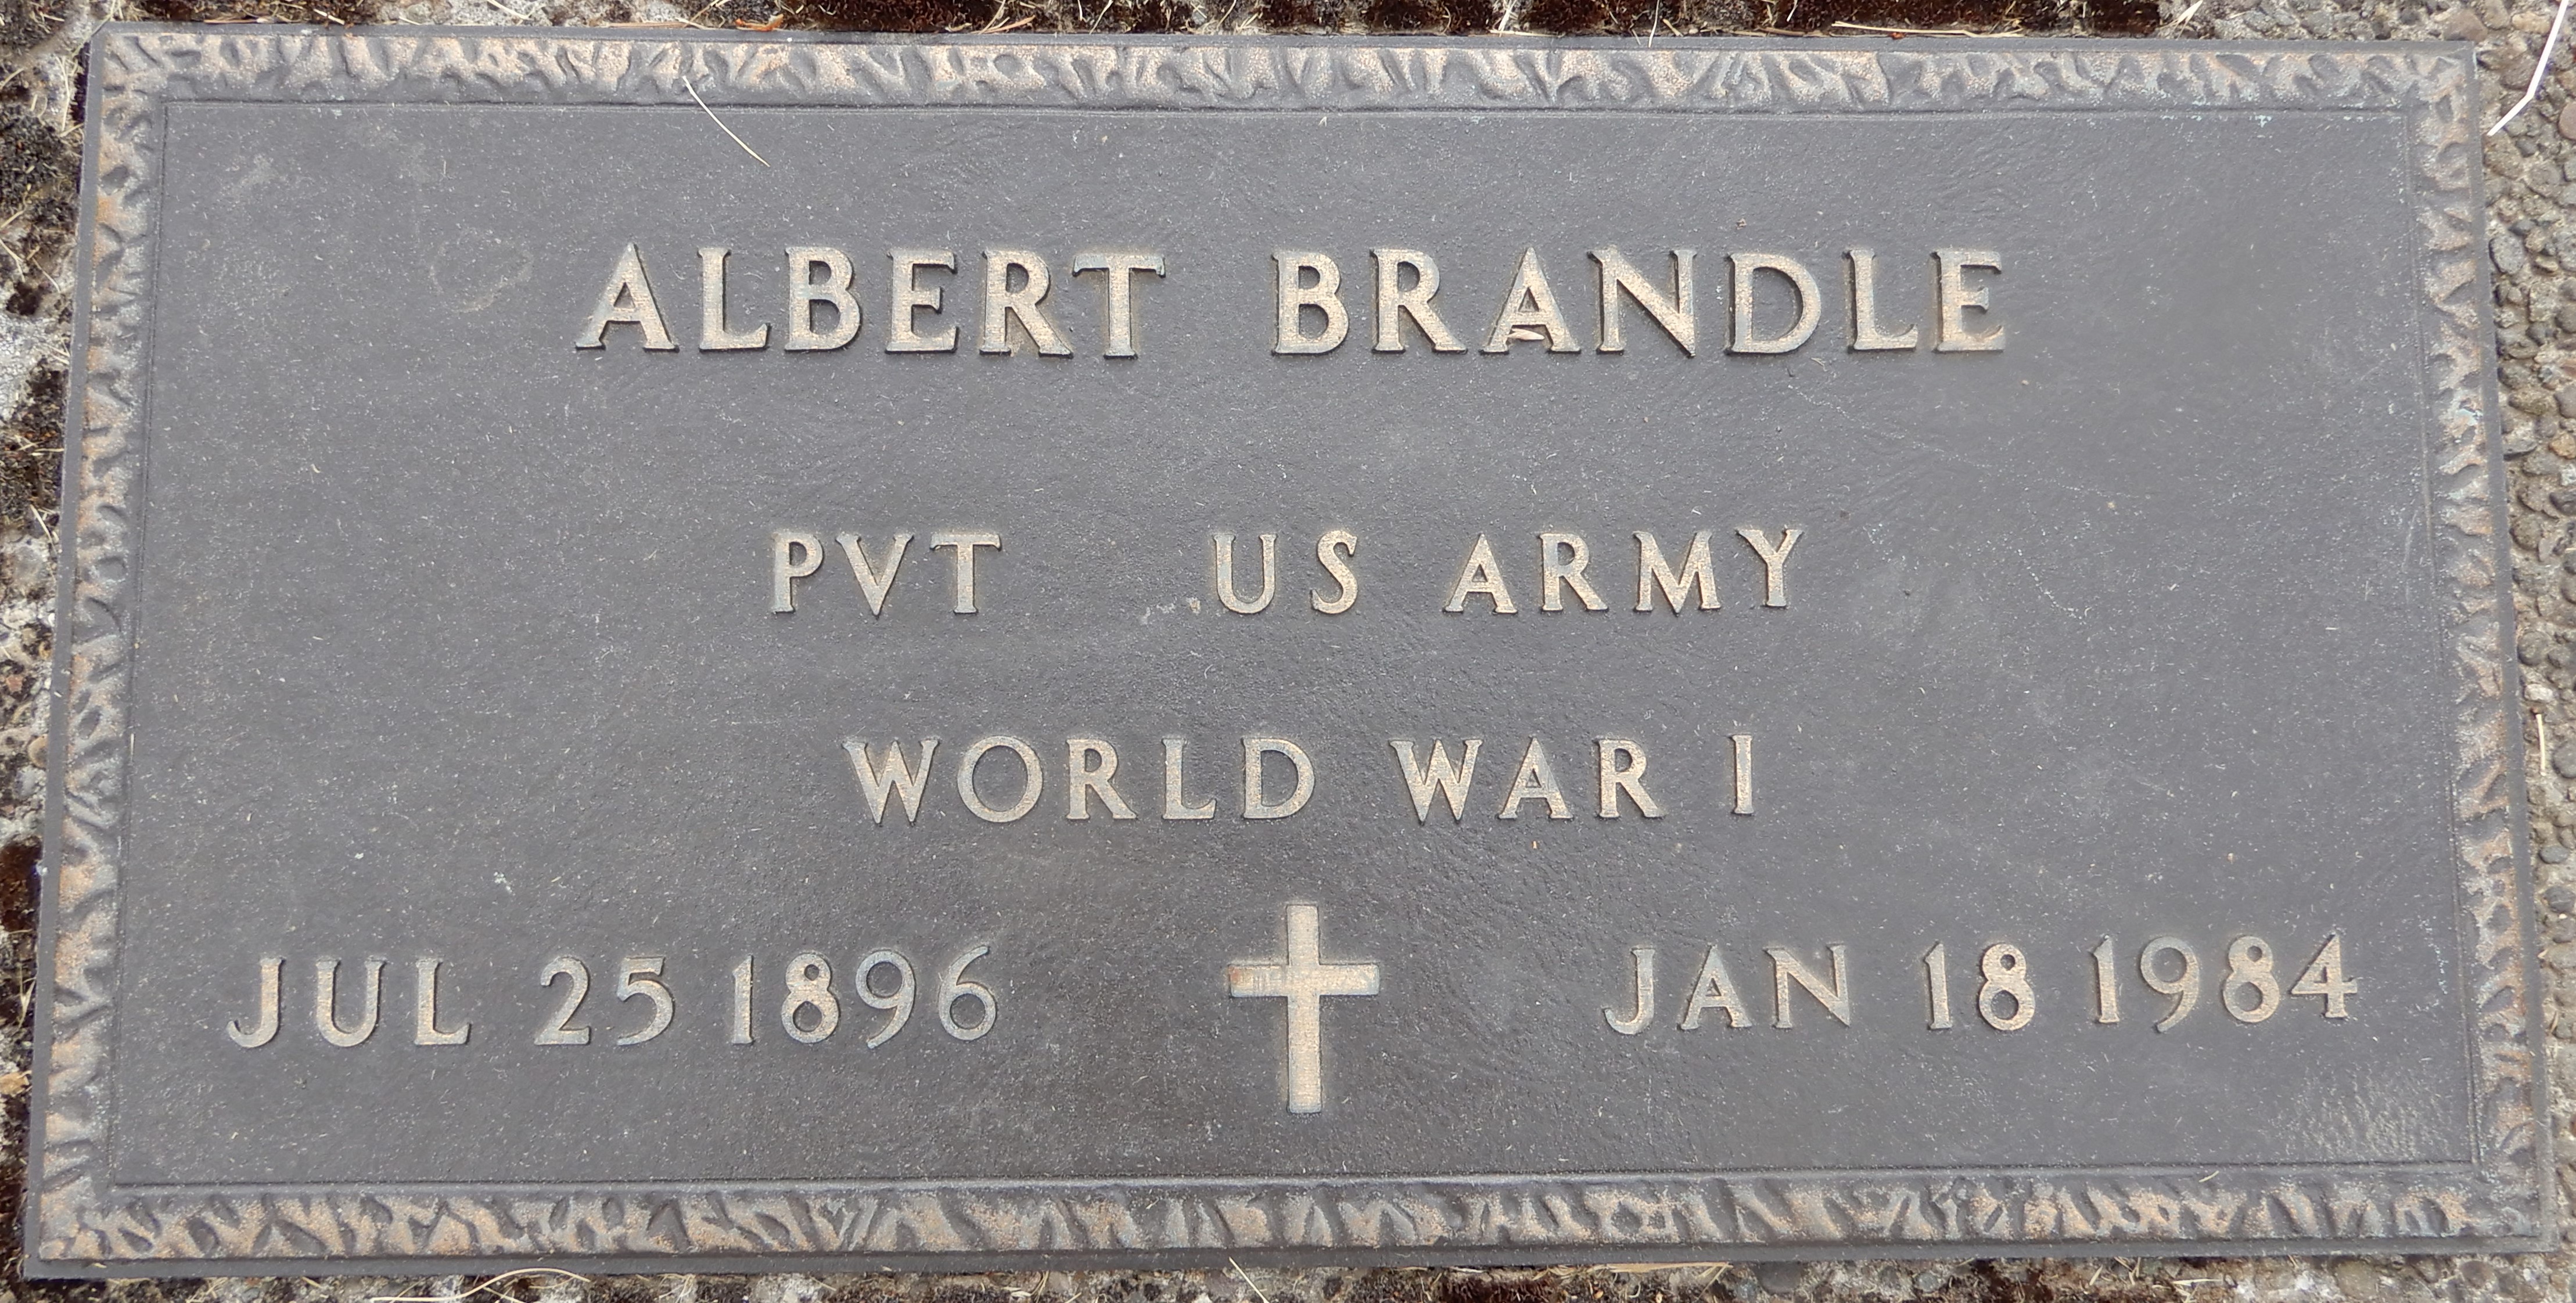 ALBERT BRANDLE
PVT US ARMY
WORLD WAR I
JUL 25 1896 JAN 18 1984